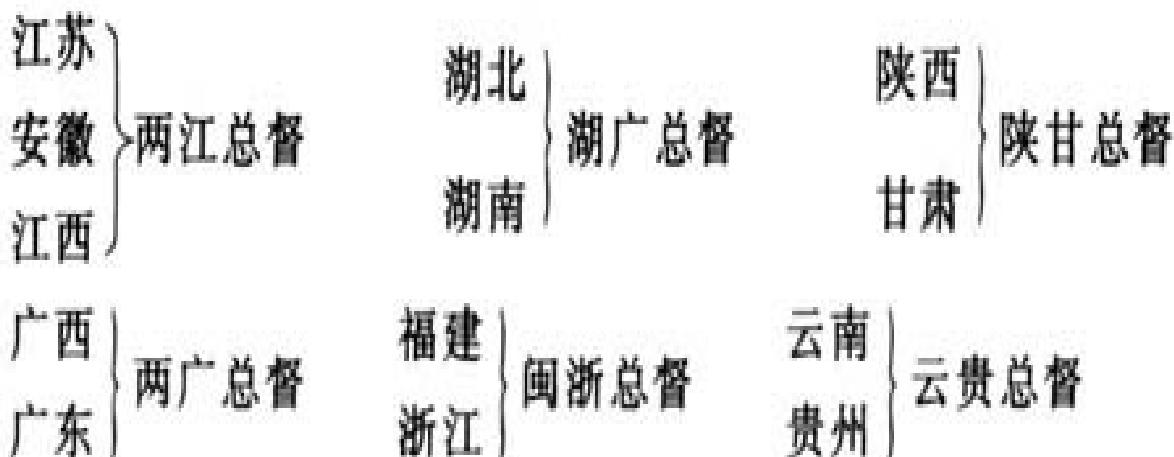 江苏
安徽
江西
两江总督
湖北
湖南
湖广总督
陕西
甘肃
陕甘总督
广西
广东
两广总督
福建
浙江
闽浙总督
云南
贵州
云贵总督